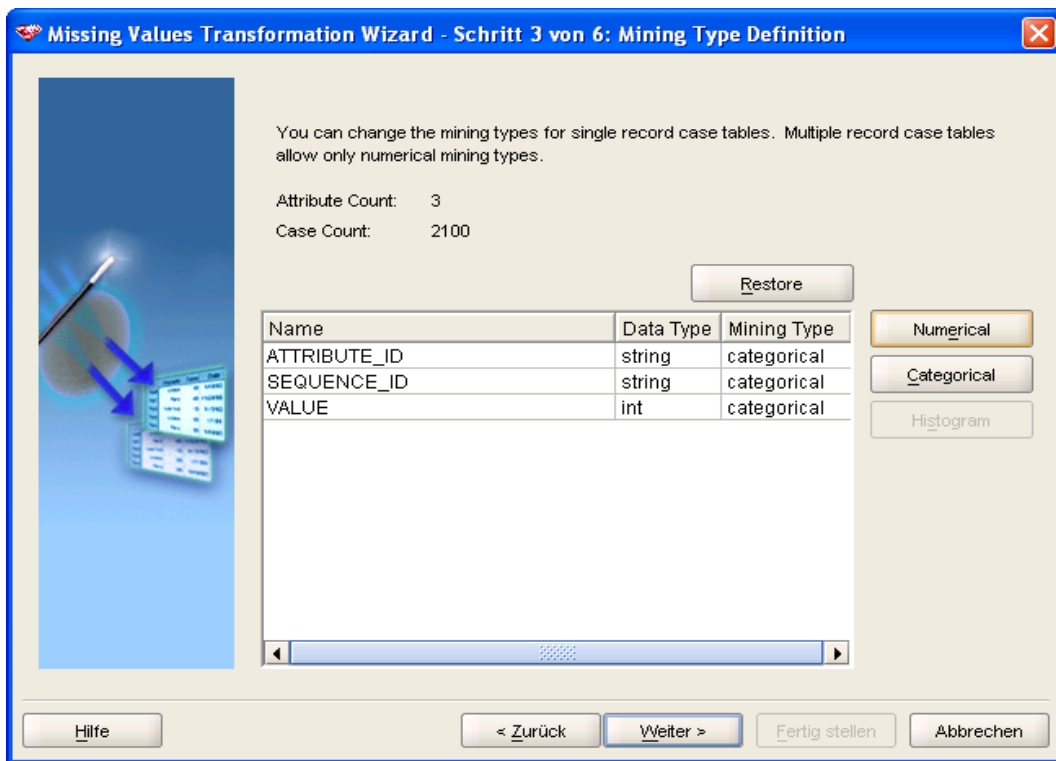 Missing Values Transformation Wizard - Schritt 3 von 6: Mining Type Definition
You can change the mining types for single record case tables. Multiple record case tables
allow only numerical mining types.
Attribute Count: 3
Case Count: 2100
Restore
Name Data Type Mining Type
ATTRIBUTE_ID string categorical
SEQUENCE_ID string categorical
VALUE int categorical
Numerical
Categorical
Histogram
Hilfe
< Zurück
Weiter >
Fertig stellen
Abbrechen